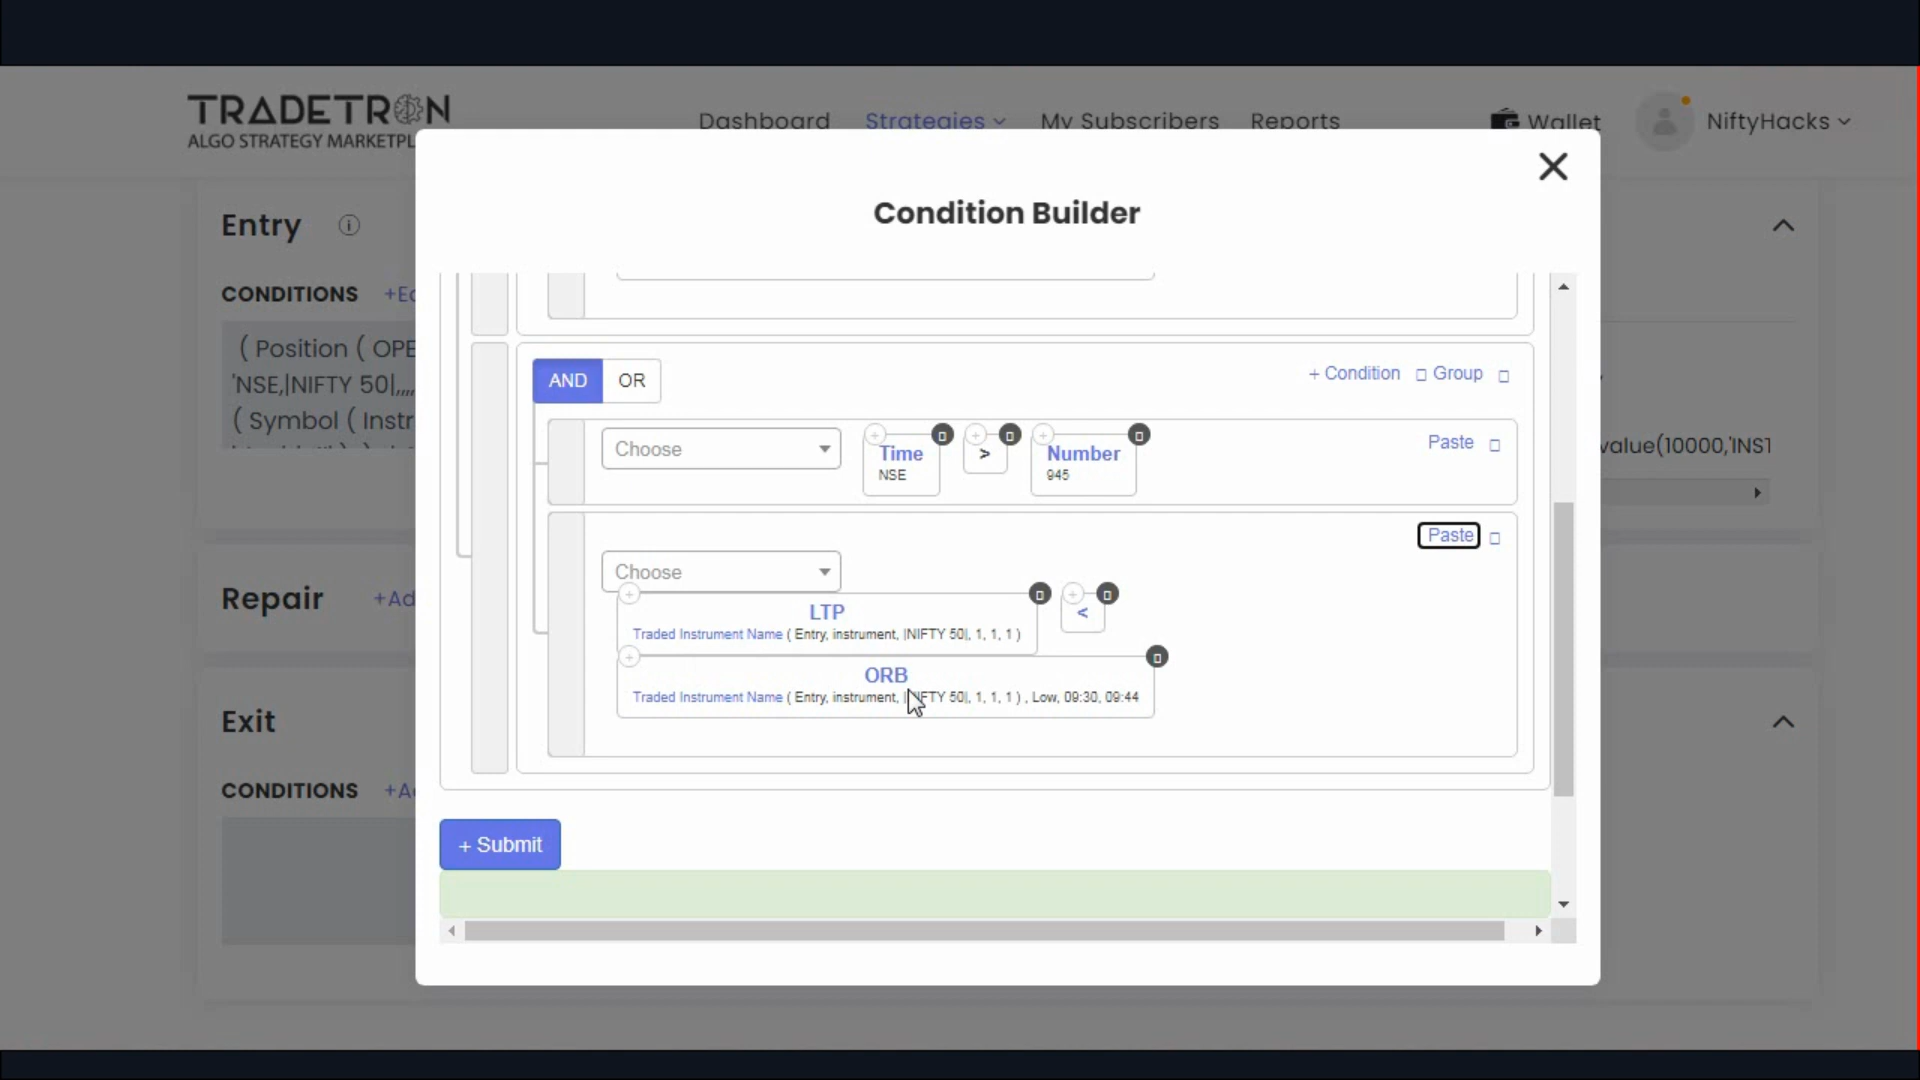 TRADETRON
ALGO STRATEGY MARKETPL
Dashboard
Strategies
My Subscribers
Reports
Wallet
NiftyHacks
Condition Builder
Entry
CONDITIONS
( Position ( OPE
'NSE,|NIFTY 50|,,,,
( Symbol ( Instr
value(10000,'INST
AND
OR
+ Condition
Group
Choose
Time
NSE
>
Number
945
Paste
Paste
Choose
LTP
Traded Instrument Name ( Entry, instrument, |NIFTY 50|, 1, 1, 1 )
<
ORB
Traded Instrument Name ( Entry, instrument, |NIFTY 50|, 1, 1, 1 ) , Low, 09:30, 09:44
Repair
+Ad
Exit
CONDITIONS
+A
+ Submit